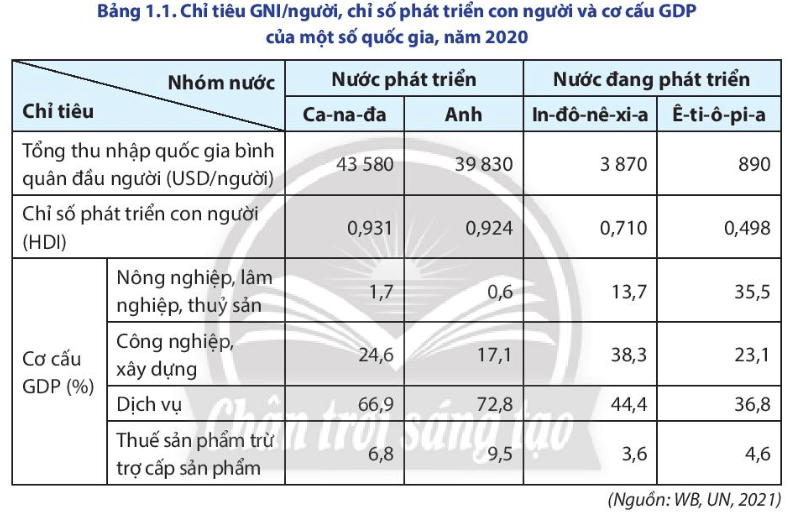 Bảng 1.1. Chỉ tiêu GNI/người, chỉ số phát triển con người và cơ cấu GDP
của một số quốc gia, năm 2020
Nhóm nước
Chỉ tiêu
Nước phát triển
Nước đang phát triển
Ca-na-đa
Anh
In-đô-nê-xi-a
Ê-ti-ô-pi-a
Tổng thu nhập quốc gia bình
quân đầu người (USD/người)
43 580
39 830
3 870
890
Chỉ số phát triển con người
(HDI)
0,931
0,924
0,710
0,498
Cơ cấu
GDP (%)
Nông nghiệp, lâm
nghiệp, thuỷ sản
1,7
0,6
13,7
35,5
Công nghiệp,
xây dựng
24,6
17,1
38,3
23,1
Dịch vụ
66,9
72,8
44,4
36,8
Thuế sản phẩm trừ
trợ cấp sản phẩm
6,8
9,5
3,6
4,6
Chân trời sáng tạo
(Nguồn: WB, UN, 2021)